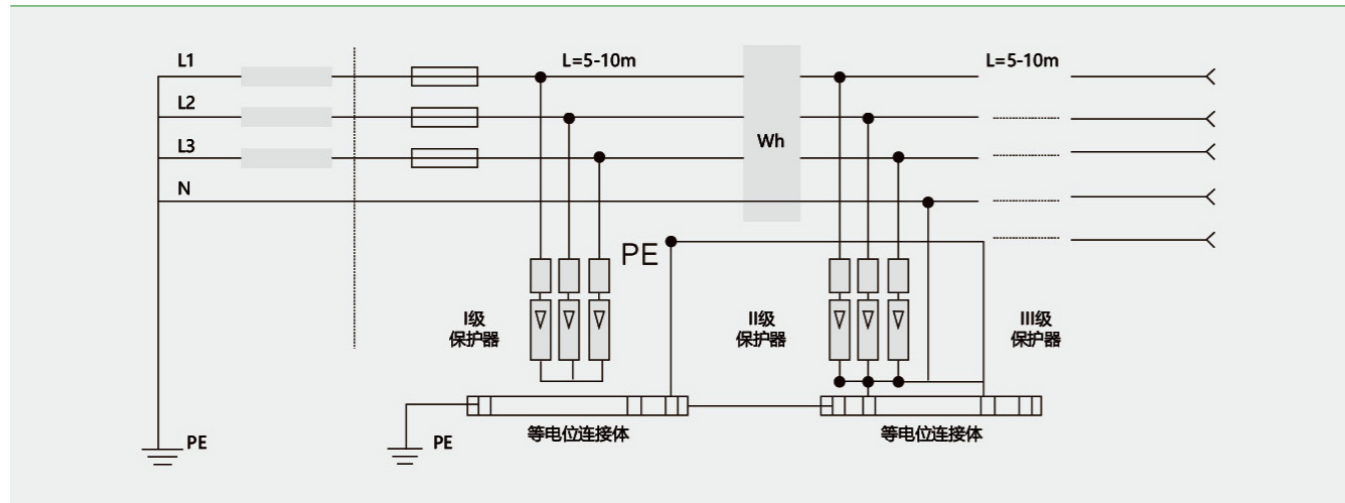 L1
L=5-10m
L=5-10m
L2
L3
Wh
N
PE
I级
保护器
II级
保护器
III级
保护器
等电位连接体
等电位连接体
PE
PE